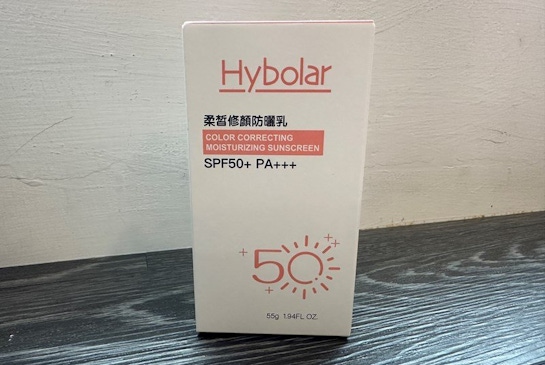 Hybolar
柔皙修顏防曬乳
COLOR CORRECTING
MOISTURIZING SUNSCREEN
SPF50+ PA+++
50
55g 1.94FL OZ.